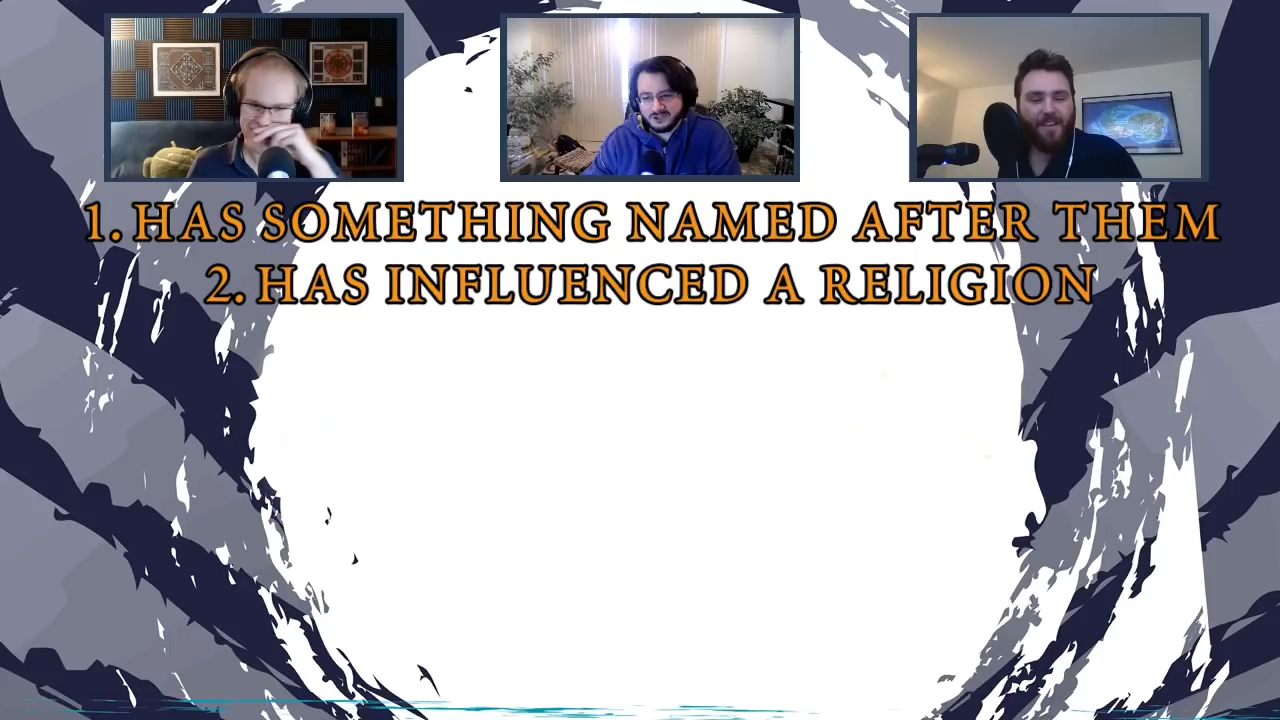 1. HAS SOMETHING NAMED AFTER THEM
2. HAS INFLUENCED A RELIGION